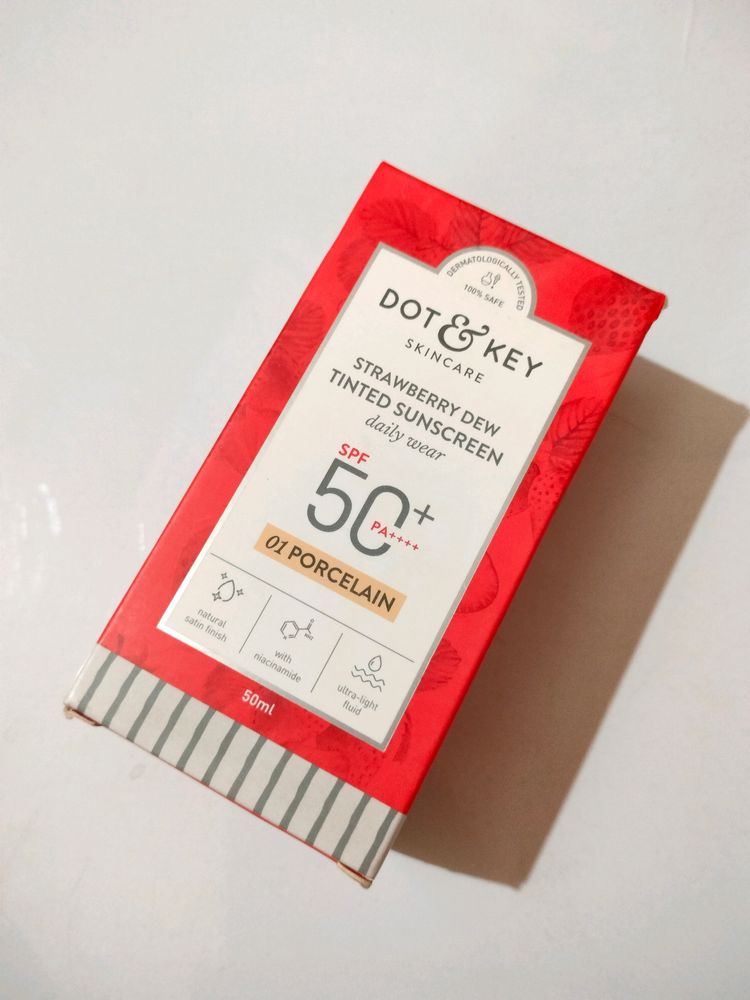 DERMATOLOGICALLY TESTED
100% SAFE
DOT & KEY
SKINCARE
STRAWBERRY DEW
TINTED SUNSCREEN
daily wear
SPF
50+
PA++++
01 PORCELAIN
natural
satin finish
with
niacinamide
ultra-light
fluid
50ml